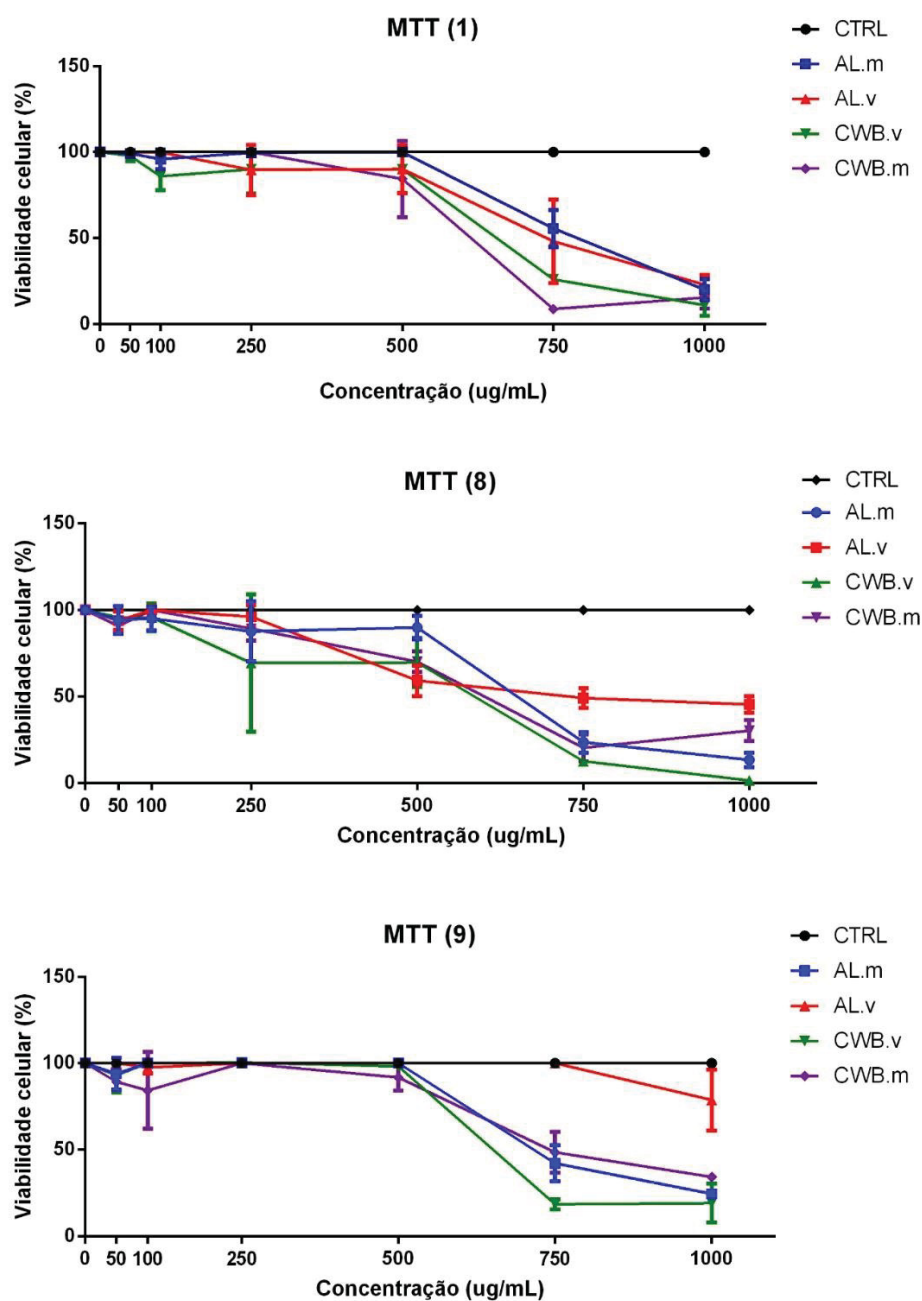 MTT (1)
CTRL
AL.m
AL.v
CWB.v
CWB.m
Viabilidade celular (%)
150
100
50
0
0 50 100 250 500 750 1000
Concentração (ug/mL)
MTT (8)
CTRL
AL.m
AL.v
CWB.v
CWB.m
Viabilidade celular (%)
150
100
50
0
0 50 100 250 500 750 1000
Concentração (ug/mL)
MTT (9)
CTRL
AL.m
AL.v
CWB.v
CWB.m
Viabilidade celular (%)
150
100
50
0
0 50 100 250 500 750 1000
Concentração (ug/mL)